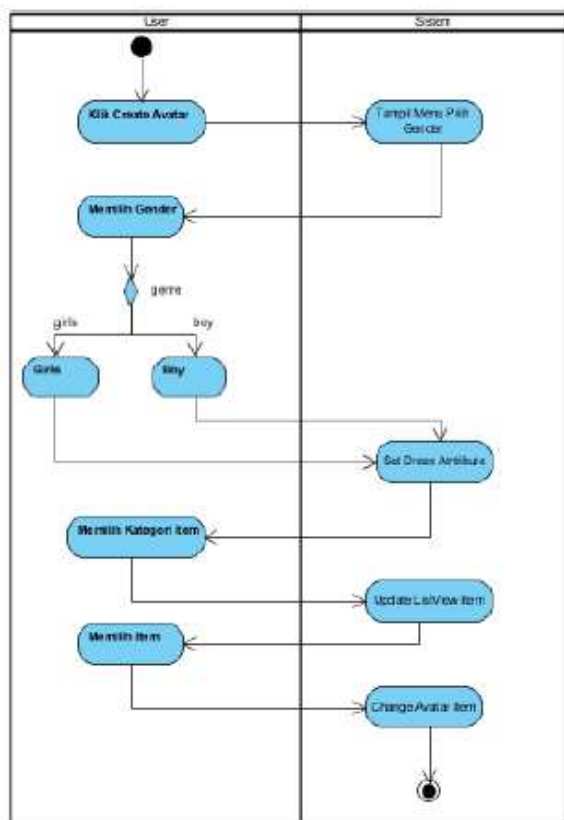 User
Sistem
Klik Create Avatar
Tampil Menu Pilih
Gender
Memilih Gender
genre
girls
boy
Girls
Boy
Set Dress Attribute
Memilih Kategori Item
Update ListView Item
Memilih Item
Change Avatar Item